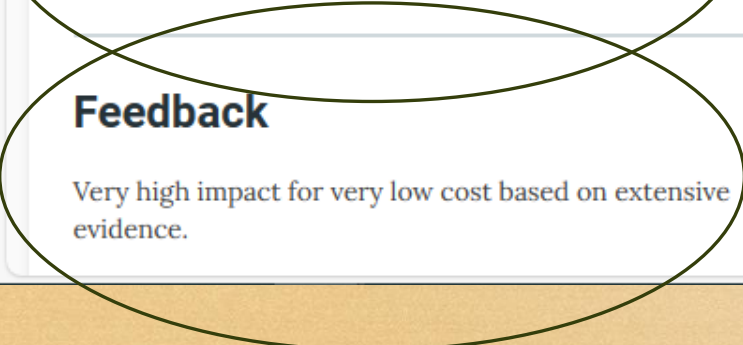 Feedback
Very high impact for very low cost based on extensive
evidence.